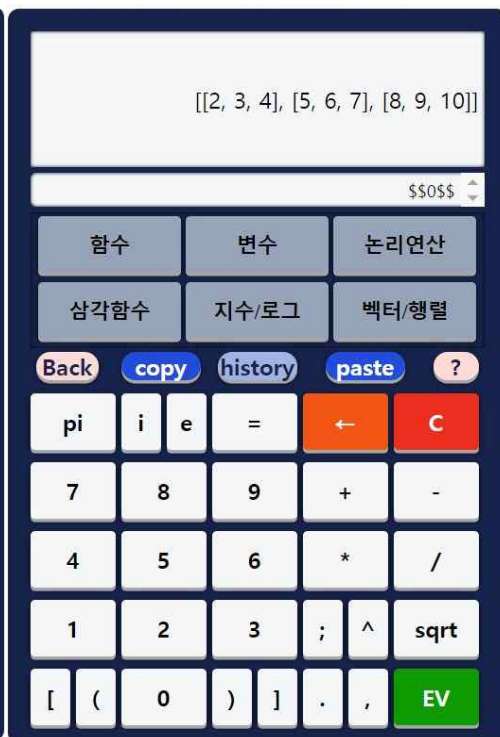 [[2, 3, 4], [5, 6, 7], [8, 9, 10]]
$$0$$
함수 변수 논리연산
삼각함수 지수/로그 벡터/행렬
Back copy history paste ?
pi i e = ← C
7 8 9 + -
4 5 6 * /
1 2 3 ; ^ sqrt
[ ( 0 ) ] . , EV